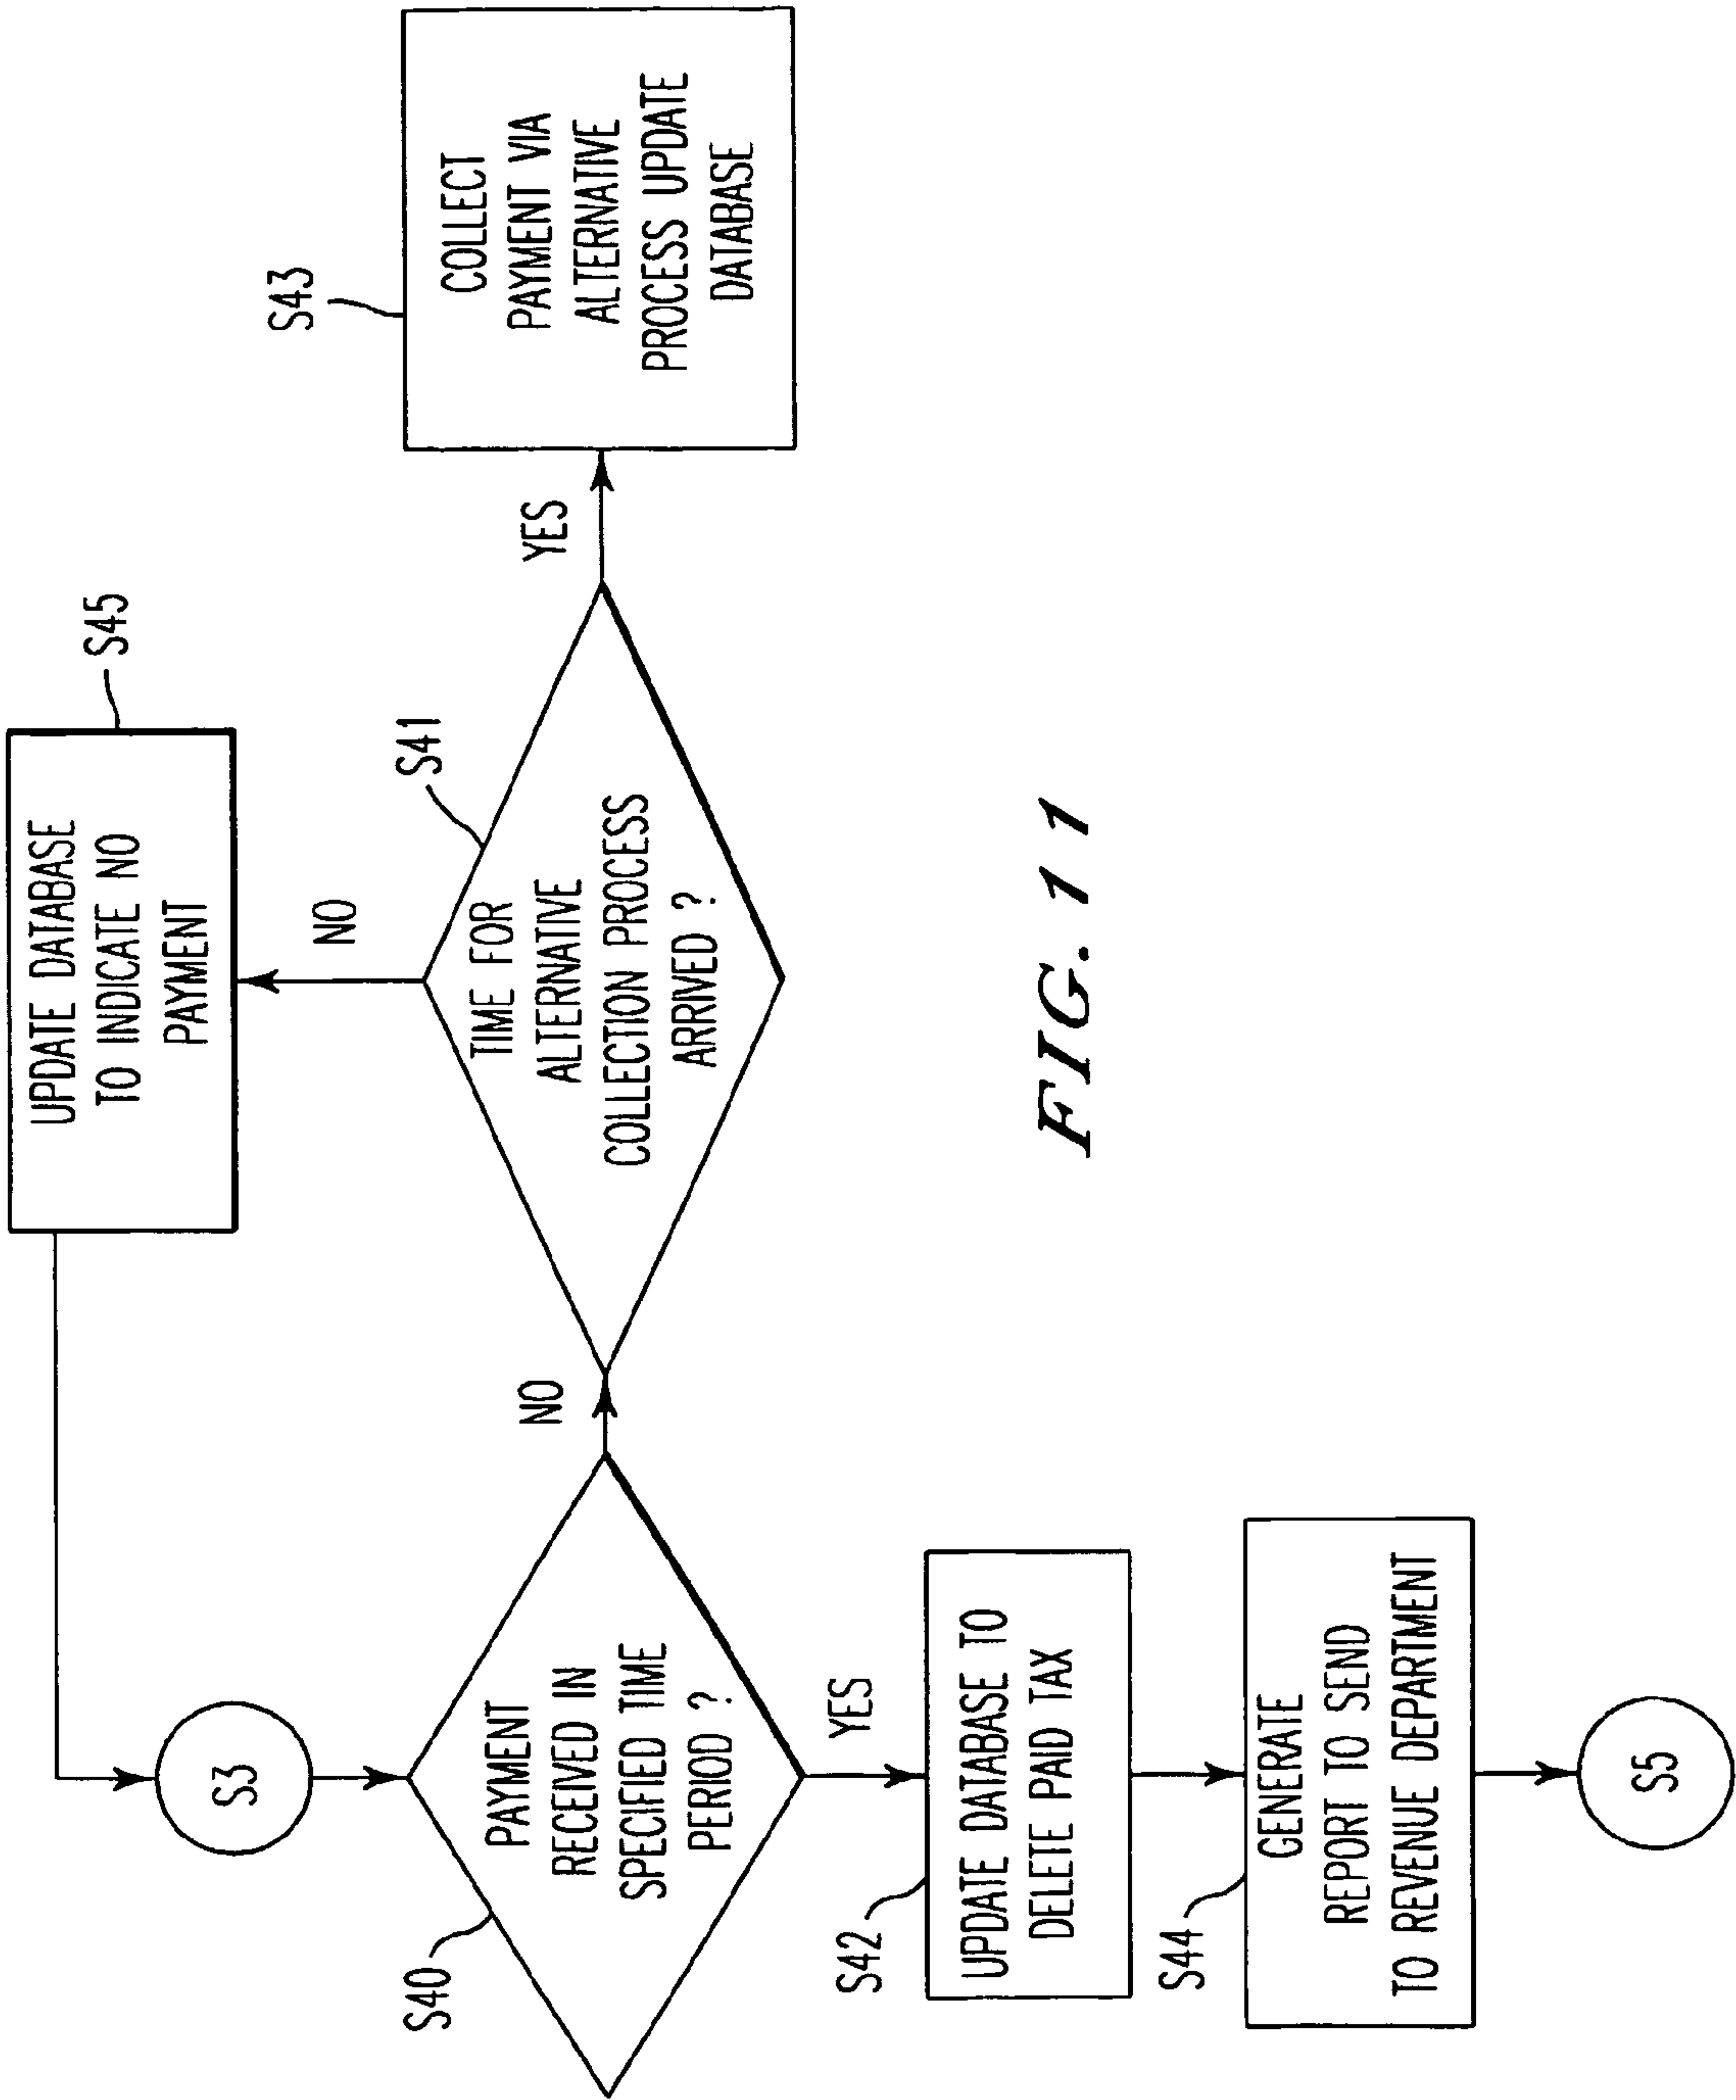 UPDATE DATABASE
TO INDICATE NO
PAYMENT
S45
S3
NO
S40
PAYMENT
RECEIVED IN
SPECIFIED TIME
PERIOD ?
NO
S41
TIME FOR
ALTERNATIVE
COLLECTION PROCESS
ARRIVED ?
YES
S43
COLLECT
PAYMENT VIA
ALTERNATIVE
PROCESS UPDATE
DATABASE
YES
S42
UPDATE DATABASE TO
DELETE PAID TAX
S44
GENERATE
REPORT TO SEND
TO REVENUE DEPARTMENT
S5
FIG. 11